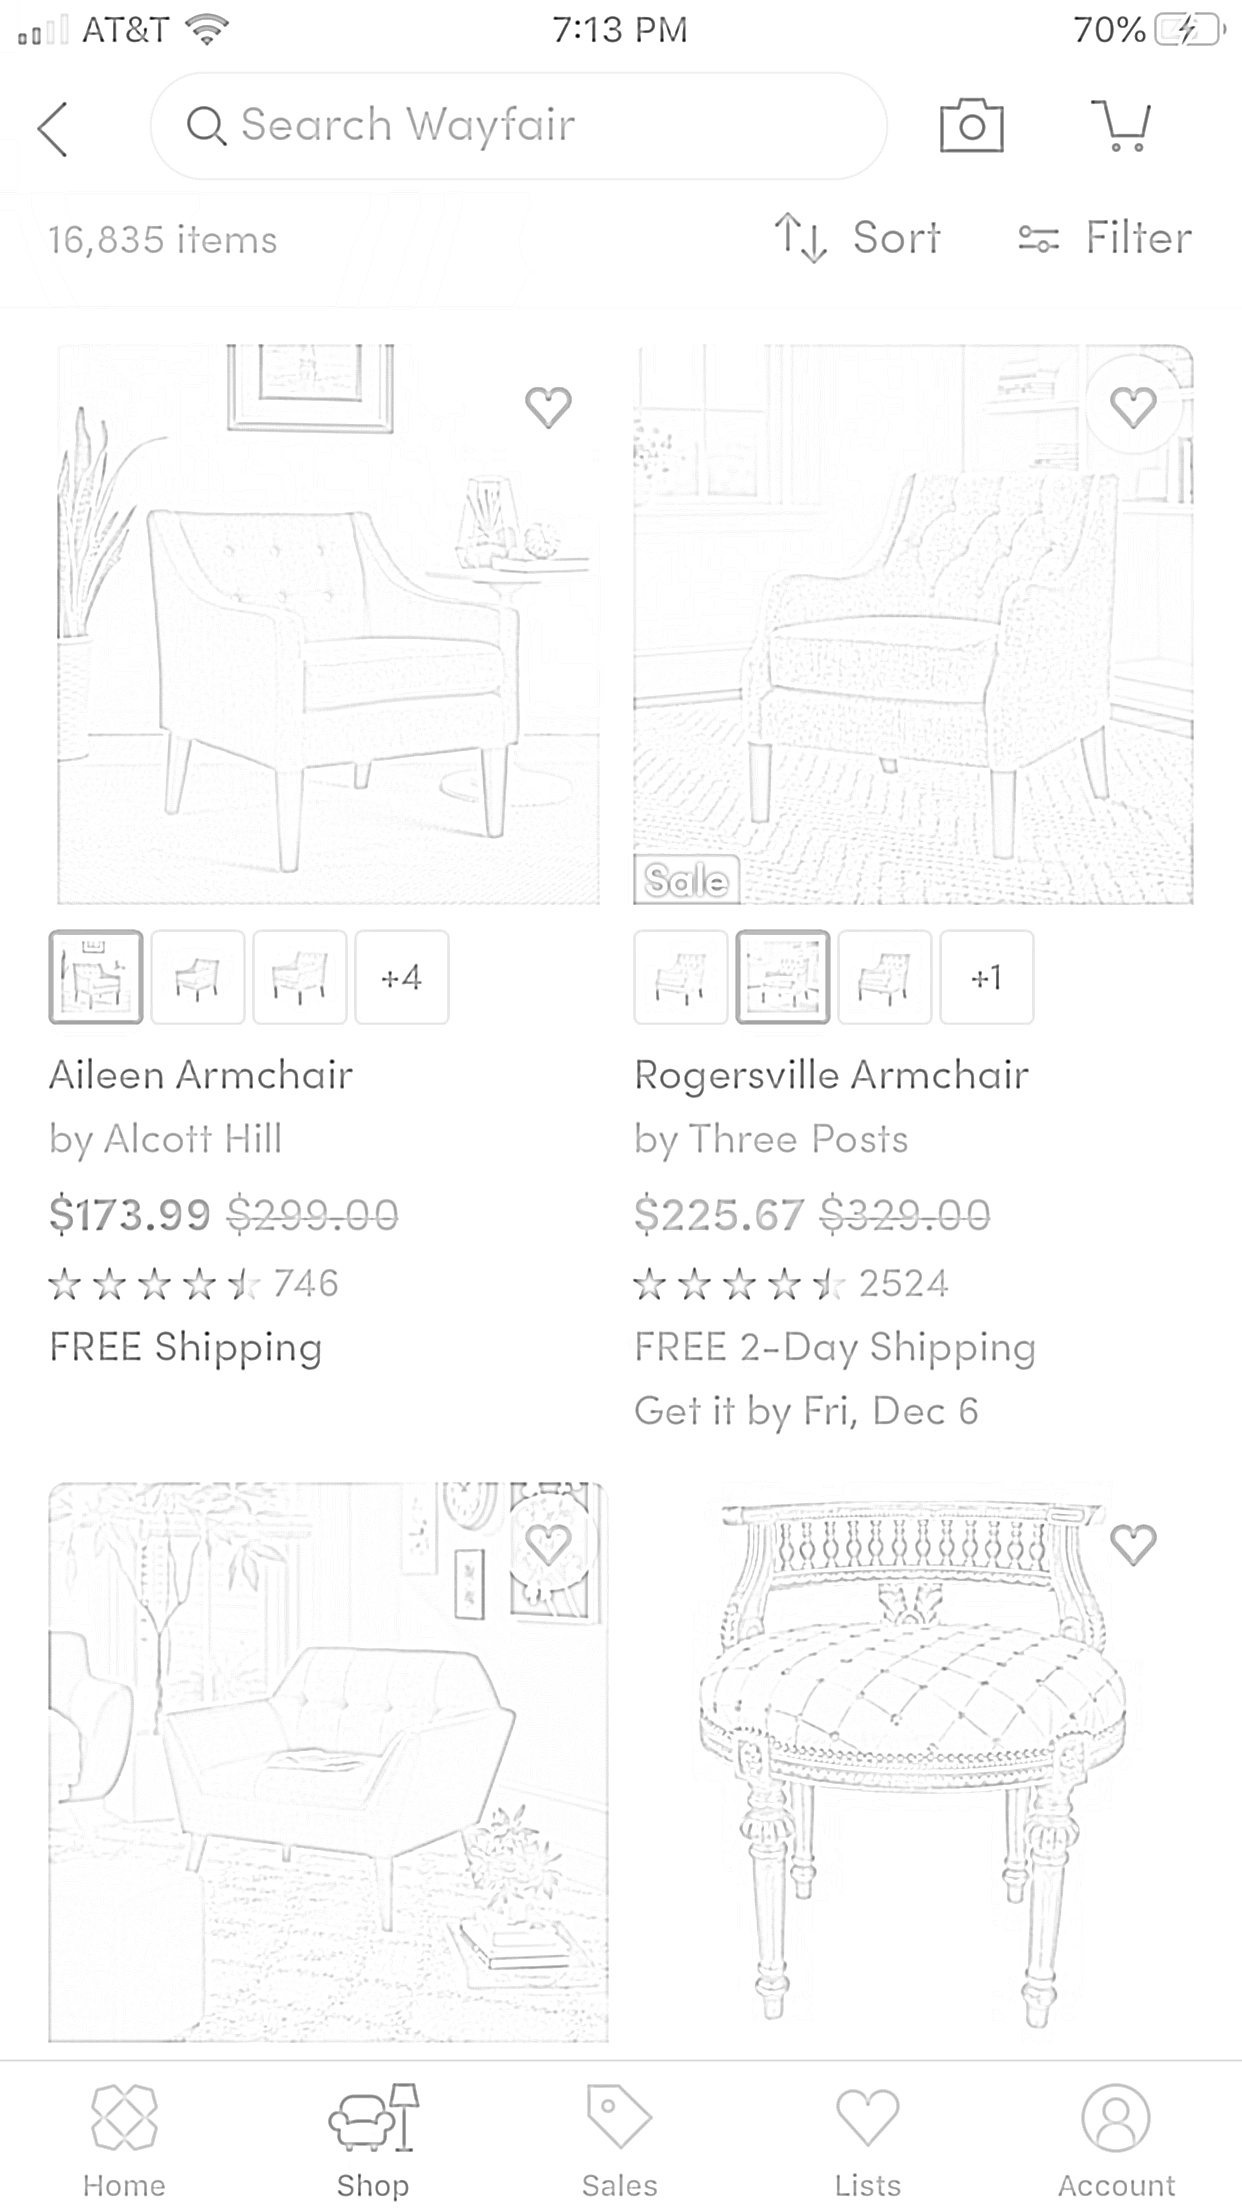 AT&T 7:13 PM 70%
Search Wayfair
16,835 items Sort Filter
Sale
+4
+1
Aileen Armchair
by Alcott Hill
$173.99 $299.00
746
FREE Shipping
Rogersville Armchair
by Three Posts
$225.67 $329.00
2524
FREE 2-Day Shipping
Get it by Fri, Dec 6
Home Shop Sales Lists Account